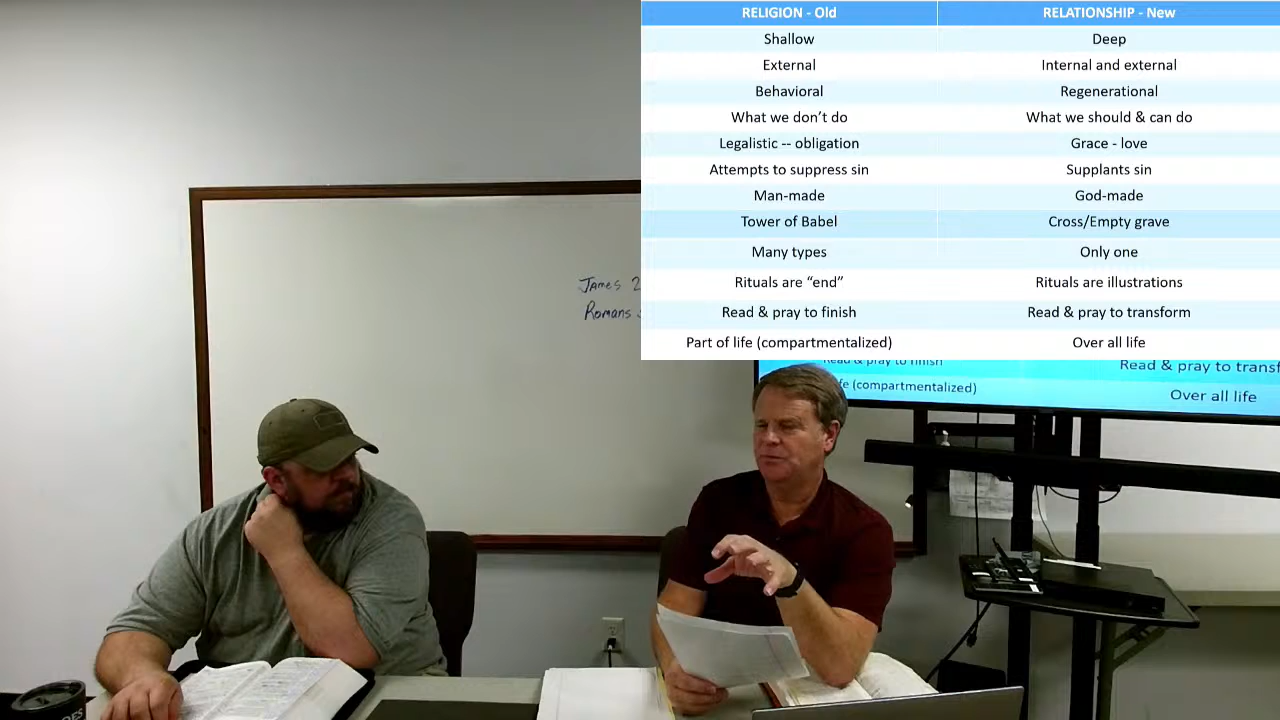 RELIGION - Old RELATIONSHIP - New
Shallow Deep
External Internal and external
Behavioral Regenerational
What we don’t do What we should & can do
Legalistic -- obligation Grace - love
Attempts to suppress sin Supplants sin
Man-made God-made
Tower of Babel Cross/Empty grave
Many types Only one
Rituals are “end” Rituals are illustrations
Read & pray to finish Read & pray to transform
Part of life (compartmentalized) Over all life
James 2
Romans
Read & pray to finish Read & pray to transf
fe (compartmentalized) Over all life